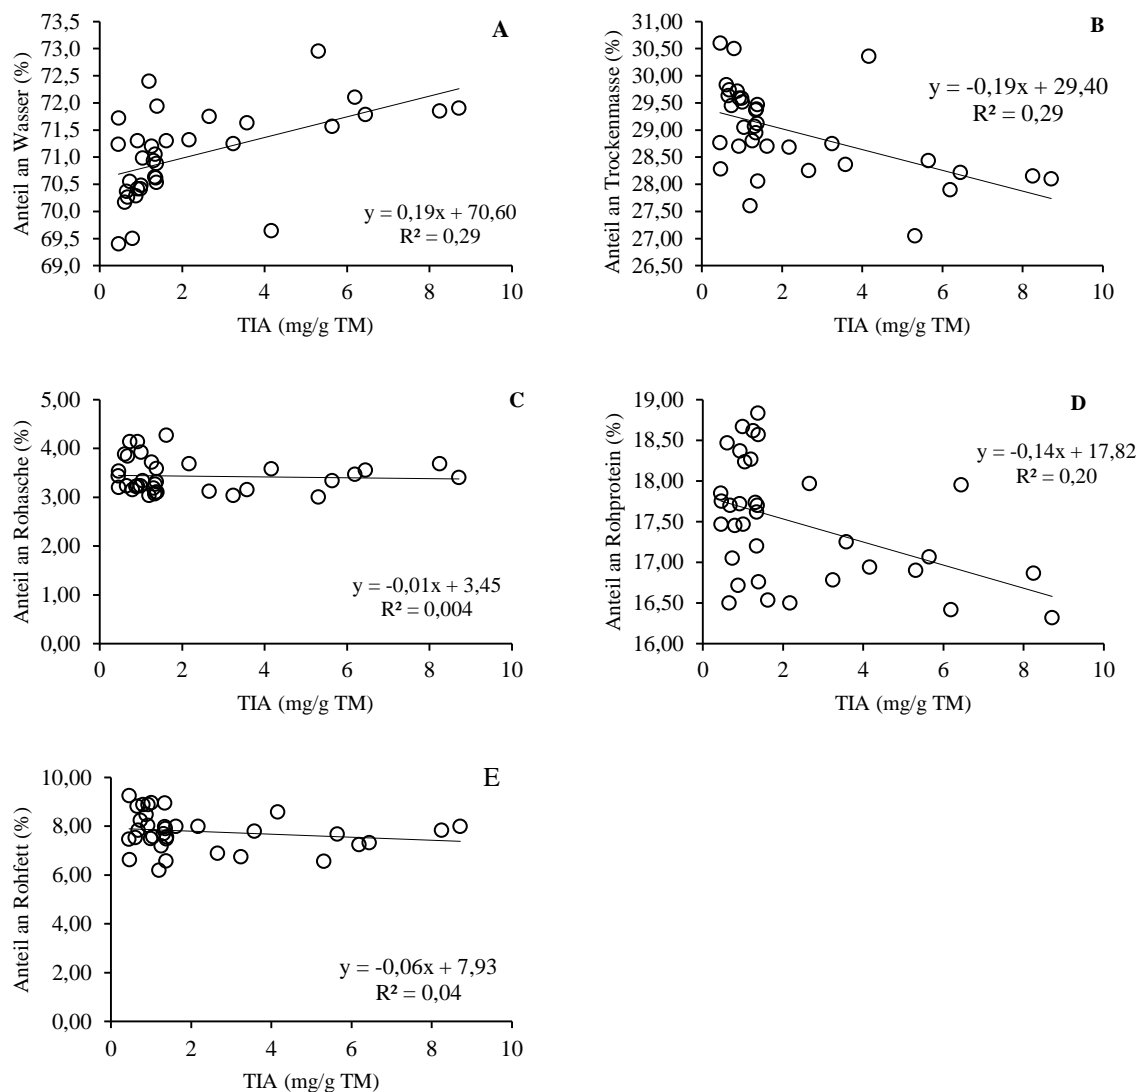 A
Anteil an Wasser (%)
73,5
73,0
72,5
72,0
71,5
71,0
70,5
70,0
69,5
69,0
y = 0,19x + 70,60
R² = 0,29
0 2 4 6 8 10
TIA (mg/g TM)
B
Anteil an Trockenmasse (%)
31,00
30,50
30,00
29,50
29,00
28,50
28,00
27,50
27,00
26,50
y = -0,19x + 29,40
R² = 0,29
0 2 4 6 8 10
TIA (mg/g TM)
C
Anteil an Rohasche (%)
5,00
4,00
3,00
2,00
1,00
0,00
y = -0,01x + 3,45
R² = 0,004
0 2 4 6 8 10
TIA (mg/g TM)
D
Anteil an Rohprotein (%)
19,00
18,50
18,00
17,50
17,00
16,50
16,00
y = -0,14x + 17,82
R² = 0,20
0 2 4 6 8 10
TIA (mg/g TM)
E
Anteil an Rohfett (%)
10,00
8,00
6,00
4,00
2,00
0,00
y = -0,06x + 7,93
R² = 0,04
0 2 4 6 8 10
TIA (mg/g TM)